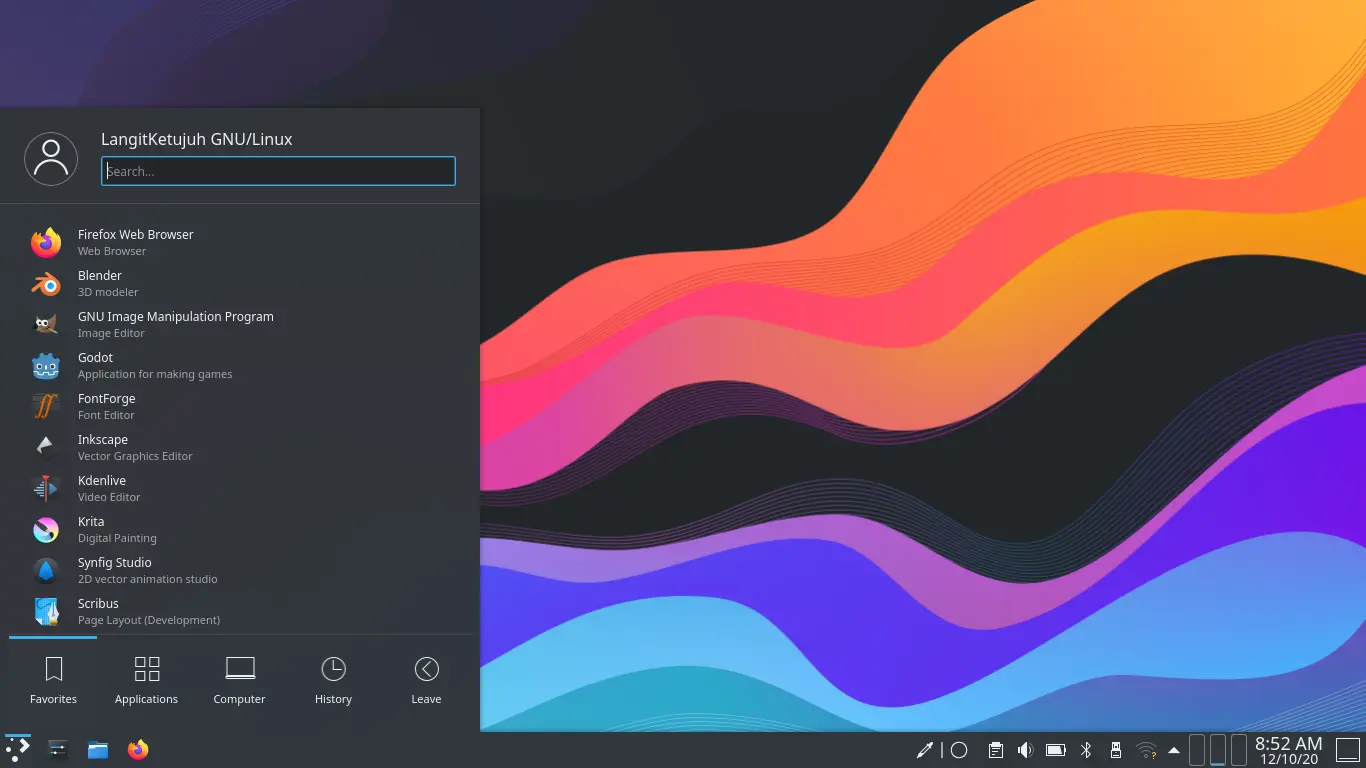 LangitKetujuh GNU/Linux
Search...
Firefox Web Browser
Web Browser
Blender
3D modeler
GNU Image Manipulation Program
Image Editor
Godot
Application for making games
FontForge
Font Editor
Inkscape
Vector Graphics Editor
Kdenlive
Video Editor
Krita
Digital Painting
Synfig Studio
2D vector animation studio
Scribus
Page Layout (Development)
Favorites
Applications
Computer
History
Leave
8:52 AM
12/10/20